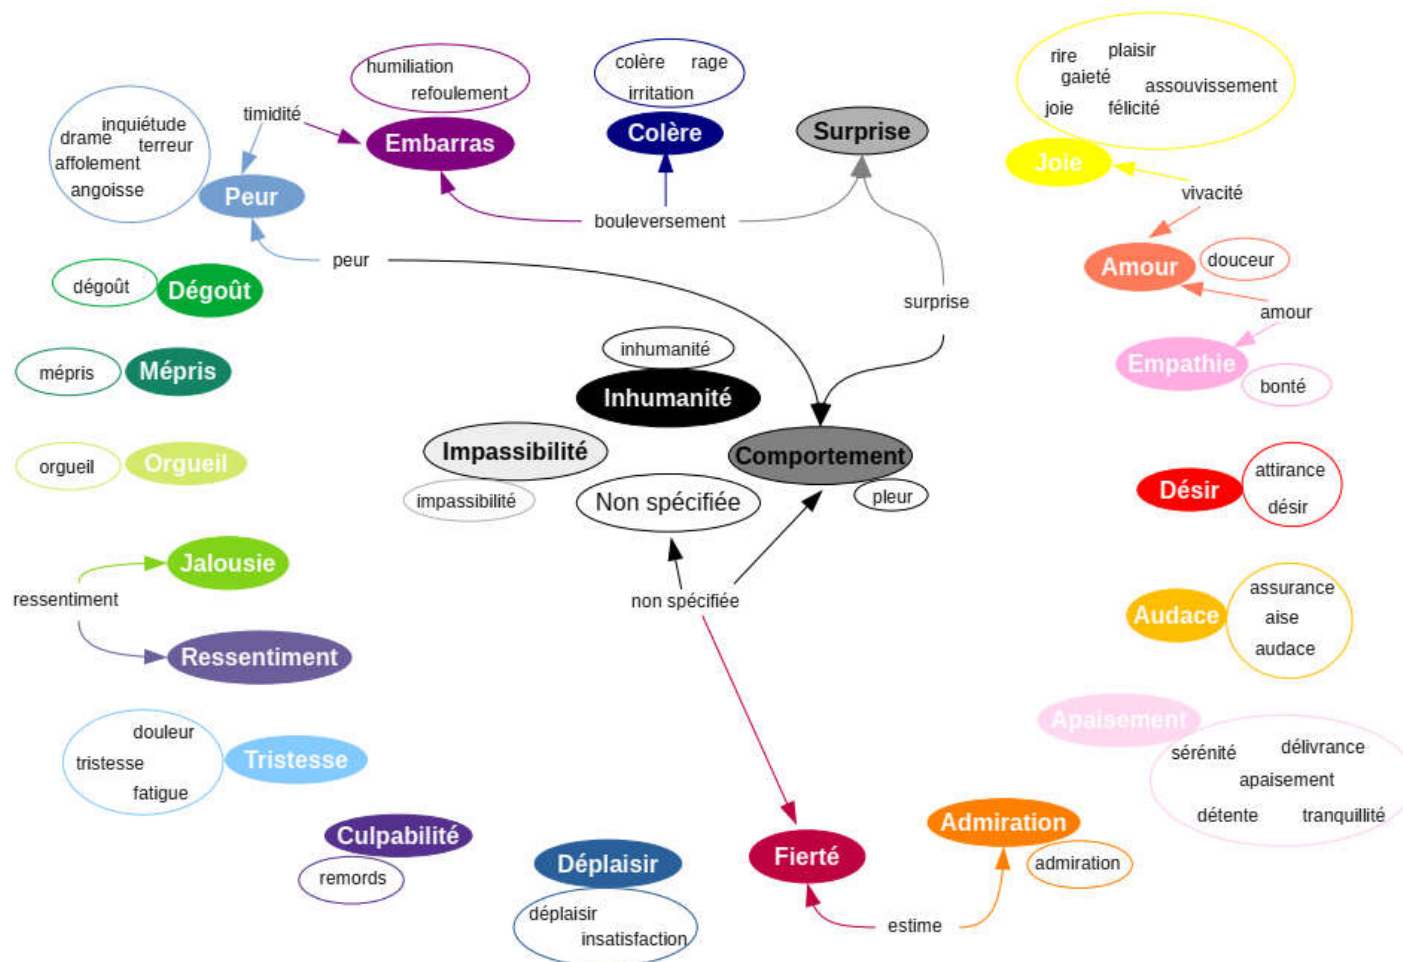 humiliation
refoulement
Embarras
colère rage
irritation
Colère
Surprise
rire plaisir
gaieté
assouvissement
joie félicité
Joie
timidité
inquiétude
drame
terreur
affolement
angoisse
Peur
bouleversement
vivacité
peur
dégoût
Dégoût
Amour
douceur
surprise
amour
inhumanité
Inhumanité
mépris
Mépris
Empathie
bonté
orgueil
Orgueil
Impassibilité
impassibilité
Comportement
pleur
Non spécifiée
Désir
attirance
désir
Jalousie
ressentiment
Ressentiment
non spécifiée
Audace
assurance
aise
audace
Apaisement
sérénité délivrance
apaisement
détente tranquillité
douleur
tristesse
fatigue
Tristesse
Culpabilité
remords
Déplaisir
déplaisir
insatisfaction
Fierté
Admiration
admiration
estime